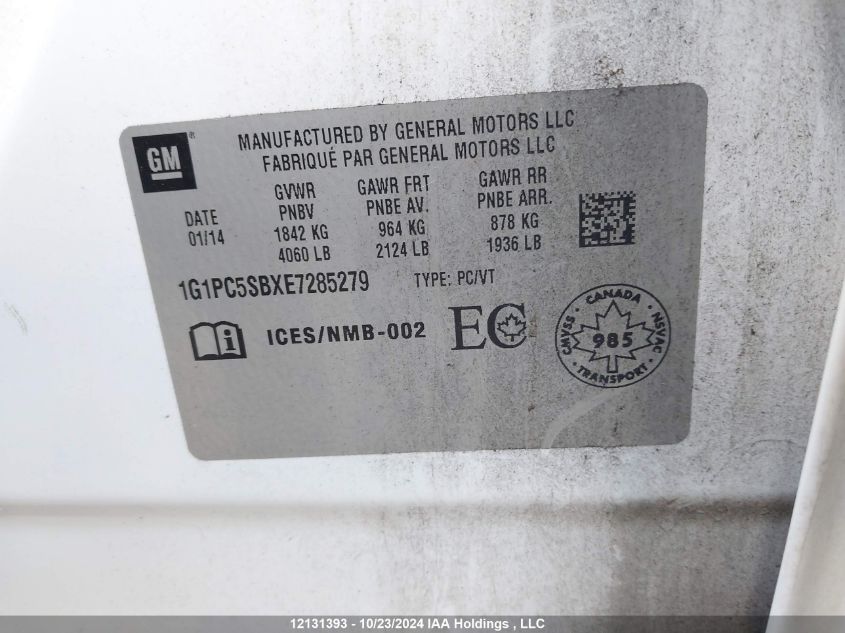 GM®
MANUFACTURED BY GENERAL MOTORS LLC
FABRIQUÉ PAR GENERAL MOTORS LLC
DATE
01/14
GVWR
PNBV
1842 KG
4060 LB
GAWR FRT
PNBE AV.
964 KG
2124 LB
GAWR RR
PNBE ARR.
878 KG
1936 LB
1G1PC5SBXE7285279 TYPE: PC/VT
i ICES/NMB-002 EC
CANADA
CMVSS 985 NSVAC
TRANSPORT
12131393 - 10/23/2024 IAA Holdings , LLC